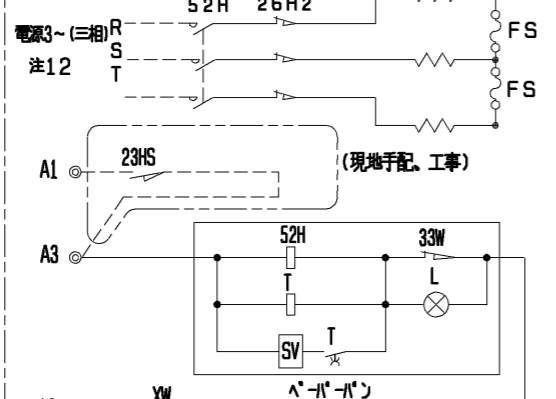 52H 26H2
電源3～(三相)R
S
注12 T
FS
FS
A1 23HS (現地手配、工事)
A3
52H 33W
T L
SV T
XW ペーパーパン